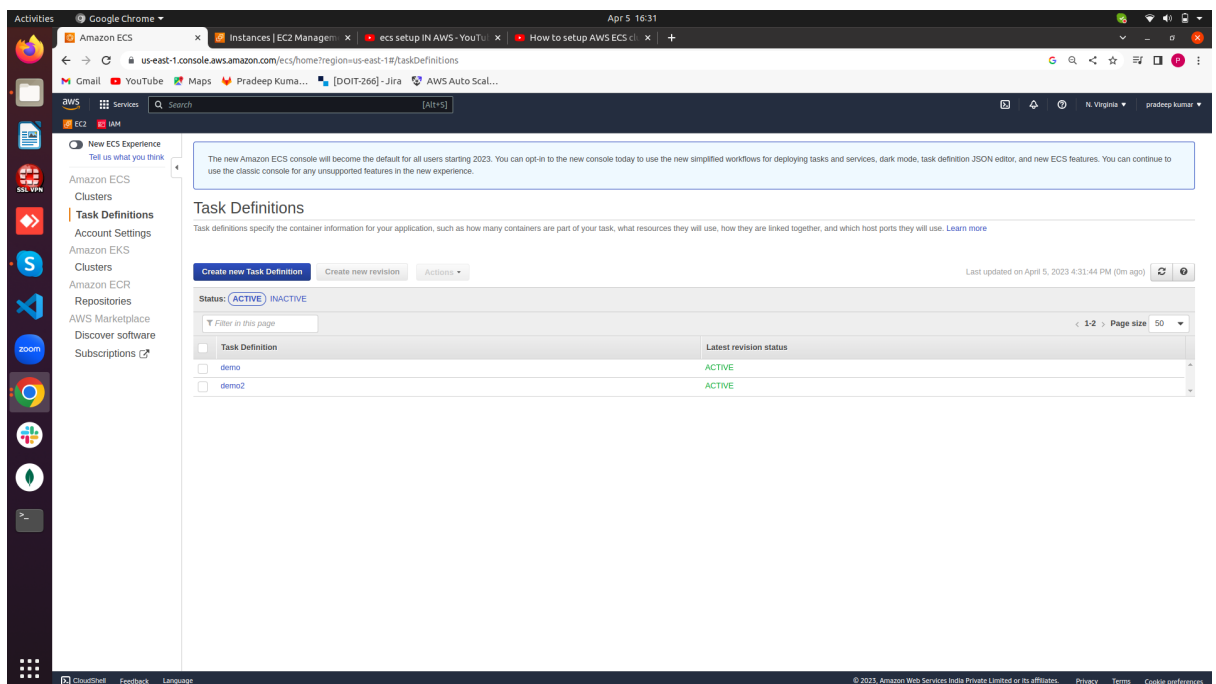 Activities Google Chrome Apr 5 16:31
Amazon ECS Instances | EC2 Managem ecs setup IN AWS - YouTu How to setup AWS ECS cl
us-east-1.console.aws.amazon.com/ecs/home?region=us-east-1#/taskDefinitions P
Gmail YouTube Maps Pradeep Kuma... [DOIT-266] - Jira AWS Auto Scal...
aws Services Search [Alt+S] N. Virginia pradeep kumar
EC2 IAM
New ECS Experience
Tell us what you think
Amazon ECS
Clusters
Task Definitions
Account Settings
Amazon EKS
Clusters
Amazon ECR
Repositories
AWS Marketplace
Discover software
Subscriptions
The new Amazon ECS console will become the default for all users starting 2023. You can opt-in to the new console today to use the new simplified workflows for deploying tasks and services, dark mode, task definition JSON editor, and new ECS features. You can continue to
use the classic console for any unsupported features in the new experience.
Task Definitions
Task definitions specify the container information for your application, such as how many containers are part of your task, what resources they will use, how they are linked together, and which host ports they will use. Learn more
Create new Task Definition Create new revision Actions Last updated on April 5, 2023 4:31:44 PM (0m ago)
Status: ACTIVE INACTIVE
Filter in this page 1-2 Page size 50
Task Definition Latest revision status
demo ACTIVE
demo2 ACTIVE
SSL VPN
zoom
CloudShell Feedback Language © 2023, Amazon Web Services India Private Limited or its affiliates. Privacy Terms Cookie preferences